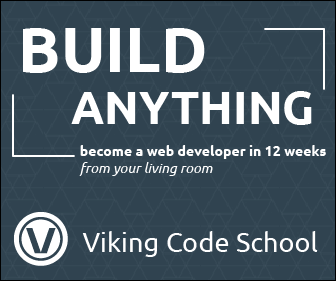 BUILD
ANYTHING
become a web developer in 12 weeks
from your living room
V Viking Code School